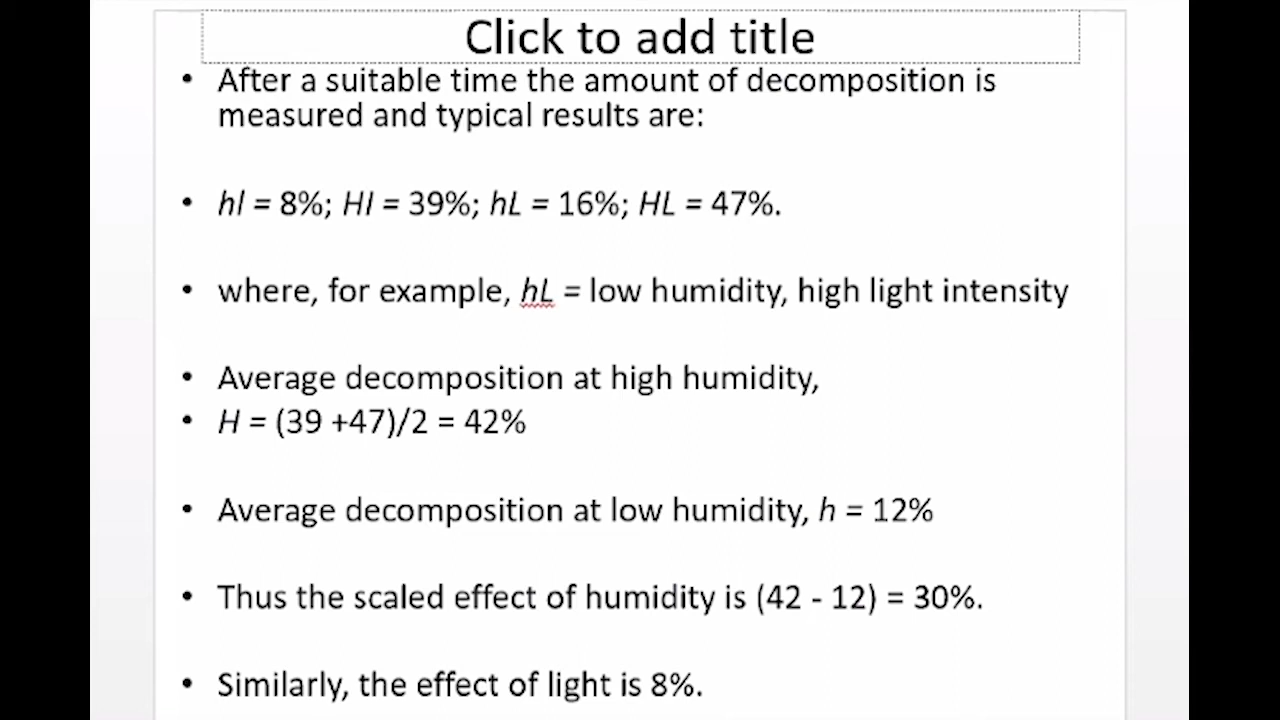 Click to add title
• After a suitable time the amount of decomposition is
measured and typical results are:
• hl = 8%; Hl = 39%; hL = 16%; HL = 47%.
• where, for example, hL = low humidity, high light intensity
• Average decomposition at high humidity,
• H = (39 +47)/2 = 42%
• Average decomposition at low humidity, h = 12%
• Thus the scaled effect of humidity is (42 - 12) = 30%.
• Similarly, the effect of light is 8%.